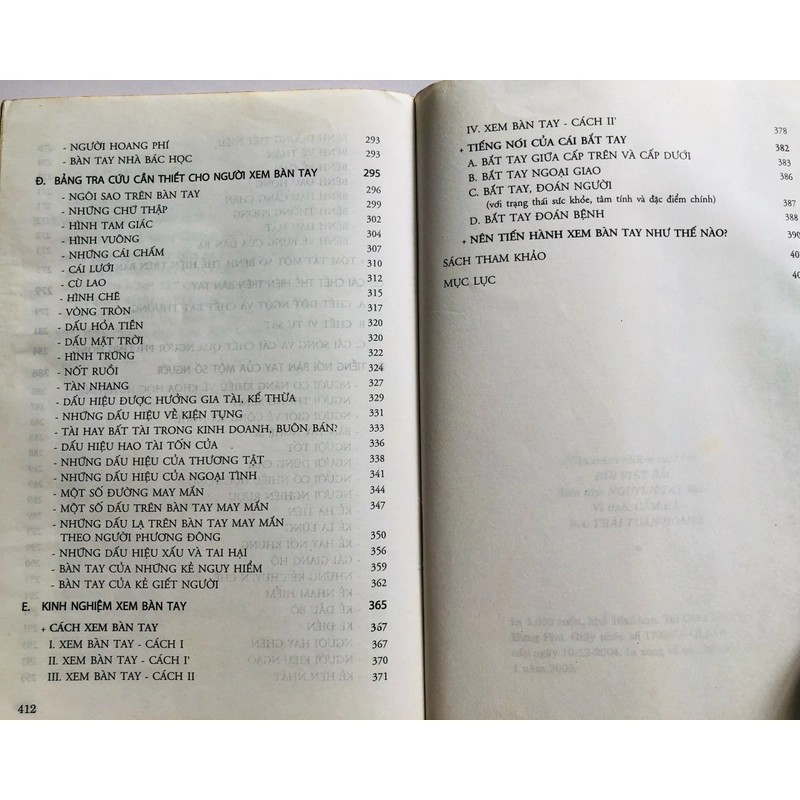 - NGƯỜI HOANG PHÍ 293
- BÀN TAY NHÀ BÁC HỌC 293
Đ. BẢNG TRA CỨU CẦN THIẾT CHO NGƯỜI XEM BÀN TAY 295
- NGÔI SAO TRÊN BÀN TAY 296
- NHỮNG CHỮ THẬP 299
- HÌNH TAM GIÁC 302
- HÌNH VUÔNG 304
- NHỮNG CÁI CHẤM 307
- CÁI LƯỚI 310
- CÙ LAO 312
- HÌNH CHÊ 315
- VÒNG TRÒN 317
- DẤU HỎA TIỄN 320
- DẤU MẶT TRỜI 320
- HÌNH TRỨNG 322
- NỐT RUỒI 324
- TÀN NHANG 327
- DẤU HIỆU ĐƯỢC HƯỞNG GIA TÀI, KẾ THỪA 329
- NHỮNG DẤU HIỆU VỀ KIỆN TỤNG 331
- TÀI HAY BẤT TÀI TRONG KINH DOANH, BUÔN BÁN? 333
- DẤU HIỆU HAO TÀI TỐN CỦA 336
- NHỮNG DẤU HIỆU CỦA THƯƠNG TẬT 338
- NHỮNG DẤU HIỆU CỦA NGOẠI TÌNH 341
- MỘT SỐ ĐƯỜNG MAY MẮN 344
- MỘT SỐ DẤU TRÊN BÀN TAY MAY MẮN 347
- NHỮNG DẤU LẠ TRÊN BÀN TAY MAY MẮN
THEO NGƯỜI PHƯƠNG ĐÔNG 350
- NHỮNG DẤU HIỆU XẤU VÀ TAI HẠI 356
- BÀN TAY CỦA NHỮNG KẺ NGUY HIỂM 359
- BÀN TAY CỦA KẺ GIẾT NGƯỜI 362
E. KINH NGHIỆM XEM BÀN TAY 365
+ CÁCH XEM BÀN TAY 367
I. XEM BÀN TAY - CÁCH I 367
II. XEM BÀN TAY - CÁCH I' 370
III. XEM BÀN TAY - CÁCH II 371
412
IV. XEM BÀN TAY - CÁCH II' 378
+ TIẾNG NÓI CỦA CÁI BẮT TAY 382
A. BẮT TAY GIỮA CẤP TRÊN VÀ CẤP DƯỚI 383
B. BẮT TAY NGOẠI GIAO 386
C. BẮT TAY, ĐOÁN NGƯỜI
(với trạng thái sức khỏe, tâm tính và đặc điểm chính) 387
D. BẮT TAY ĐOÁN BỆNH 388
+ NÊN TIẾN HÀNH XEM BÀN TAY NHƯ THẾ NÀO? 390
SÁCH THAM KHẢO 40
MỤC LỤC 40